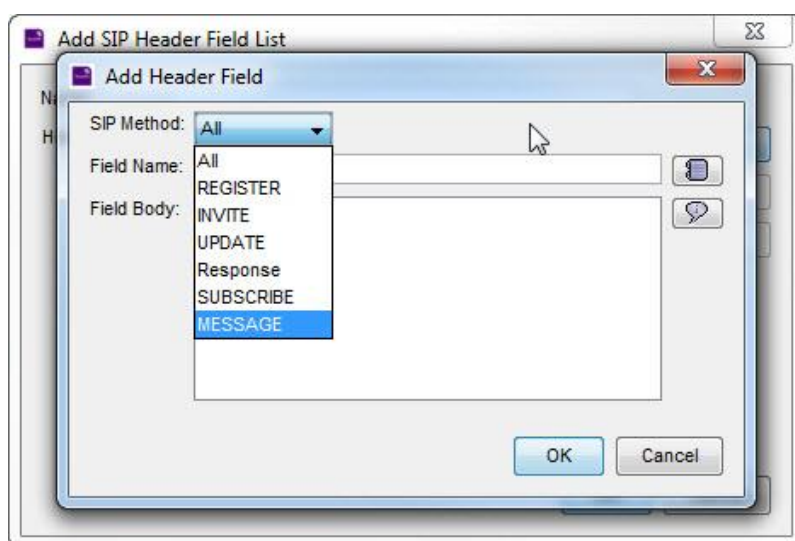 Add SIP Header Field List
Add Header Field
SIP Method: All
All
Field Name:
REGISTER
Field Body:
INVITE
UPDATE
Response
SUBSCRIBE
MESSAGE
OK Cancel